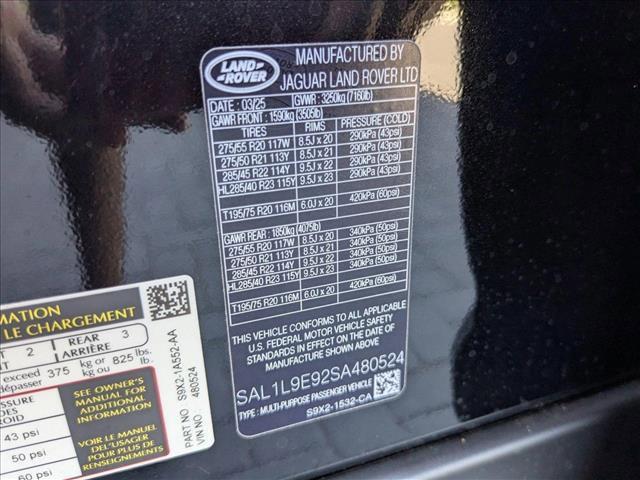 LAND-
-ROVER
MANUFACTURED BY
JAGUAR LAND ROVER LTD
DATE : 03/25 GVWR : 3250kg (7160lb)
GAWR FRONT : 1590kg (3505lb)
TIRES RIMS PRESSURE (COLD)
275/55 R20 117W 8.5J x 20 290kPa (43psi)
275/50 R21 113Y 8.5J x 21 290kPa (43psi)
285/45 R22 114Y 9.5J x 22 290kPa (43psi)
HL285/40 R23 115Y 9.5J x 23 290kPa (43psi)
T195/75 R20 116M 6.0J x 20 420kPa (60psi)
GAWR REAR : 1850kg (4075lb)
275/55 R20 117W 8.5J x 20 340kPa (50psi)
275/50 R21 113Y 8.5J x 21 340kPa (50psi)
285/45 R22 114Y 9.5J x 22 340kPa (50psi)
HL285/40 R23 115Y 9.5J x 23 340kPa (50psi)
T195/75 R20 116M 6.0J x 20 420kPa (60psi)
THIS VEHICLE CONFORMS TO ALL APPLICABLE
U.S. FEDERAL MOTOR VEHICLE SAFETY
STANDARDS IN EFFECT ON THE DATE OF
MANUFACTURE SHOWN ABOVE
SAL1L9E92SA480524
TYPE : MULTI-PURPOSE PASSENGER VEHICLE
S9X2-1532-CA
LE CHARGEMENT
2 REAR 3
ARRIÈRE
exceed 375 kg or 825 lbs.
dépasser kg ou lb.
SEE OWNER'S
MANUAL FOR
ADDITIONAL
INFORMATION
VOIR LE MANUEL
DE L'USAGER
POUR PLUS DE
RENSEIGNEMENTS
43 psi
50 psi
60 psi
PART NO S9X2-1A552-AA
VIN NO 480524